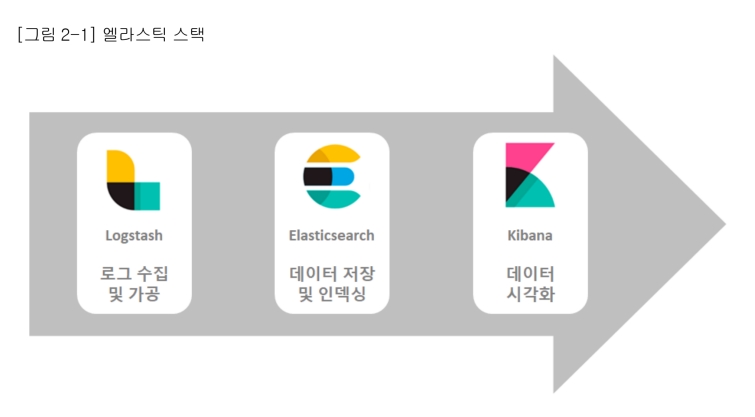 [그림 2-1] 엘라스틱 스택
Logstash
로그 수집
및 가공
Elasticsearch
데이터 저장
및 인덱싱
Kibana
데이터
시각화